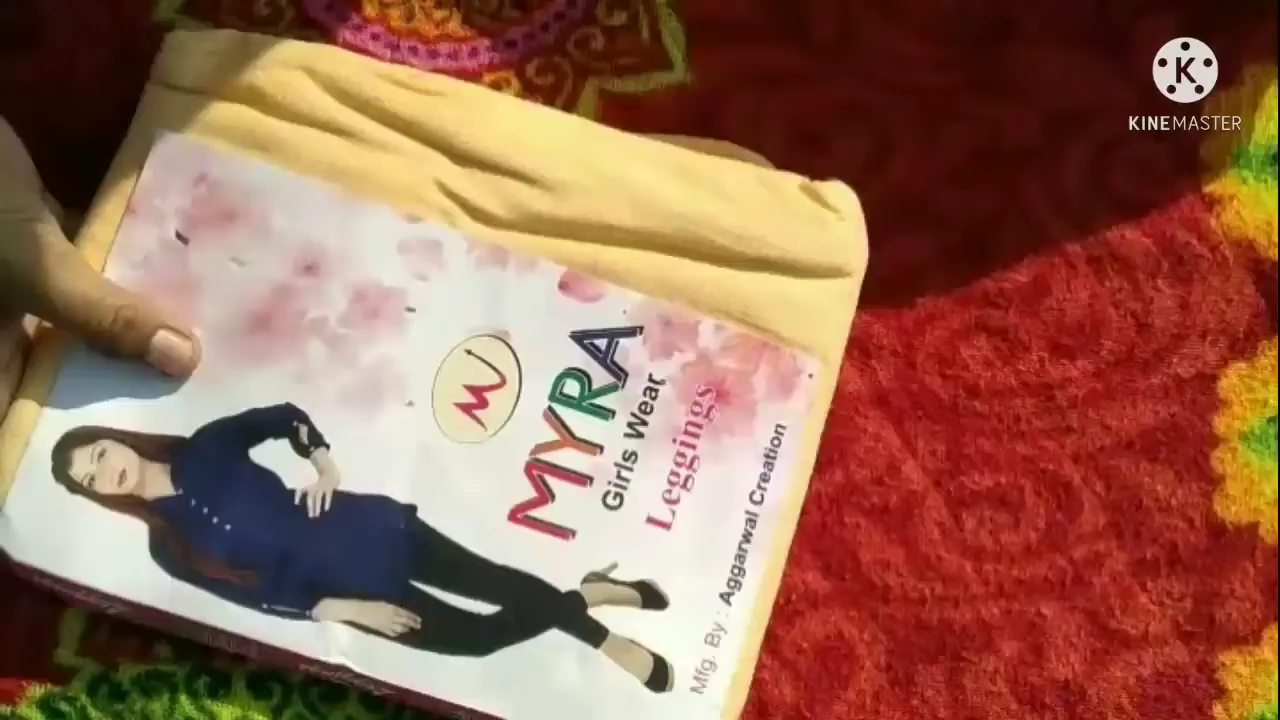 MYRA
Girls Wear
Leggings
Mfg. By : Aggarwal Creation
K
KINEMASTER